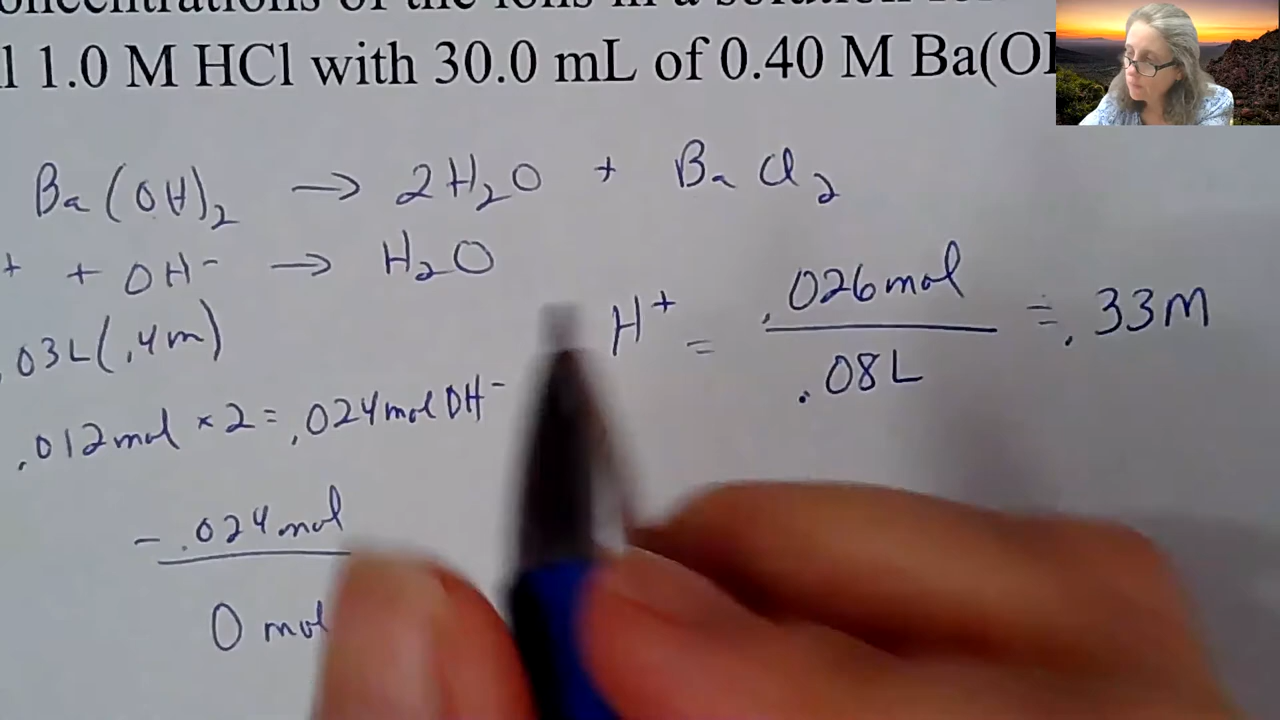 l 1.0 M HCl with 30.0 mL of 0.40 M Ba(O
Ba(OH)₂ → 2H₂O + BaCl₂
+ + OH⁻ → H₂O
.03L(.4m)
.012mol × 2 = .024mol OH⁻
- .024mol
0 mol
H⁺ = .026mol / .08L = .33M